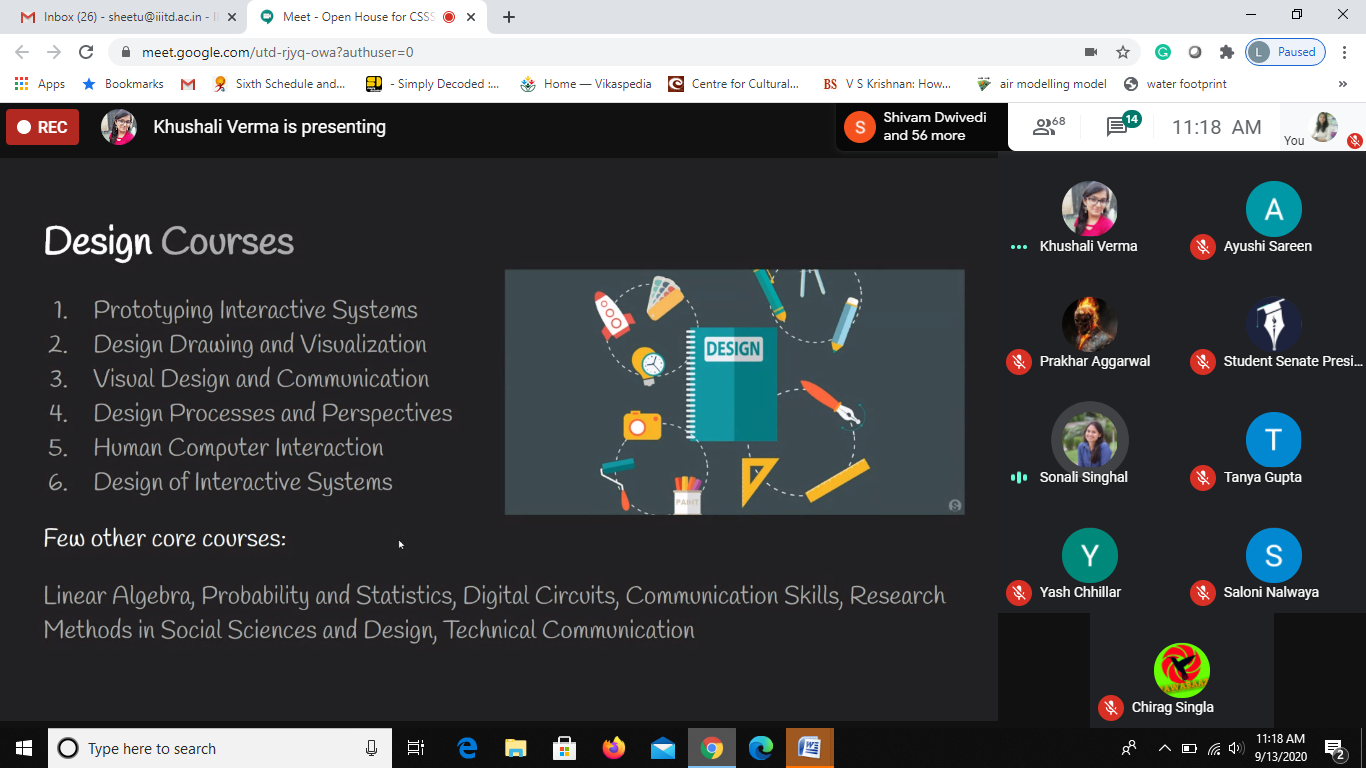 Inbox (26) - sheetu@iiitd.ac.in - I
Meet - Open House for CSSS
meet.google.com/utd-rjyq-owa?authuser=0
L Paused
Apps Bookmarks Sixth Schedule and... - Simply Decoded :... Home — Vikaspedia Centre for Cultural... BS V S Krishnan: How... air modelling model water footprint »
REC Khushali Verma is presenting
S Shivam Dwivedi
and 56 more
68 14 11:18 AM You
Design Courses
1. Prototyping Interactive Systems
2. Design Drawing and Visualization
3. Visual Design and Communication
4. Design Processes and Perspectives
5. Human Computer Interaction
6. Design of Interactive Systems
DESIGN
PAINT
Few other core courses:
Linear Algebra, Probability and Statistics, Digital Circuits, Communication Skills, Research
Methods in Social Sciences and Design, Technical Communication
Khushali Verma
A
Ayushi Sareen
Prakhar Aggarwal
Student Senate Presi...
Sonali Singhal
T
Tanya Gupta
Y
Yash Chhillar
S
Saloni Nalwaya
Chirag Singla
Type here to search
11:18 AM
9/13/2020
2